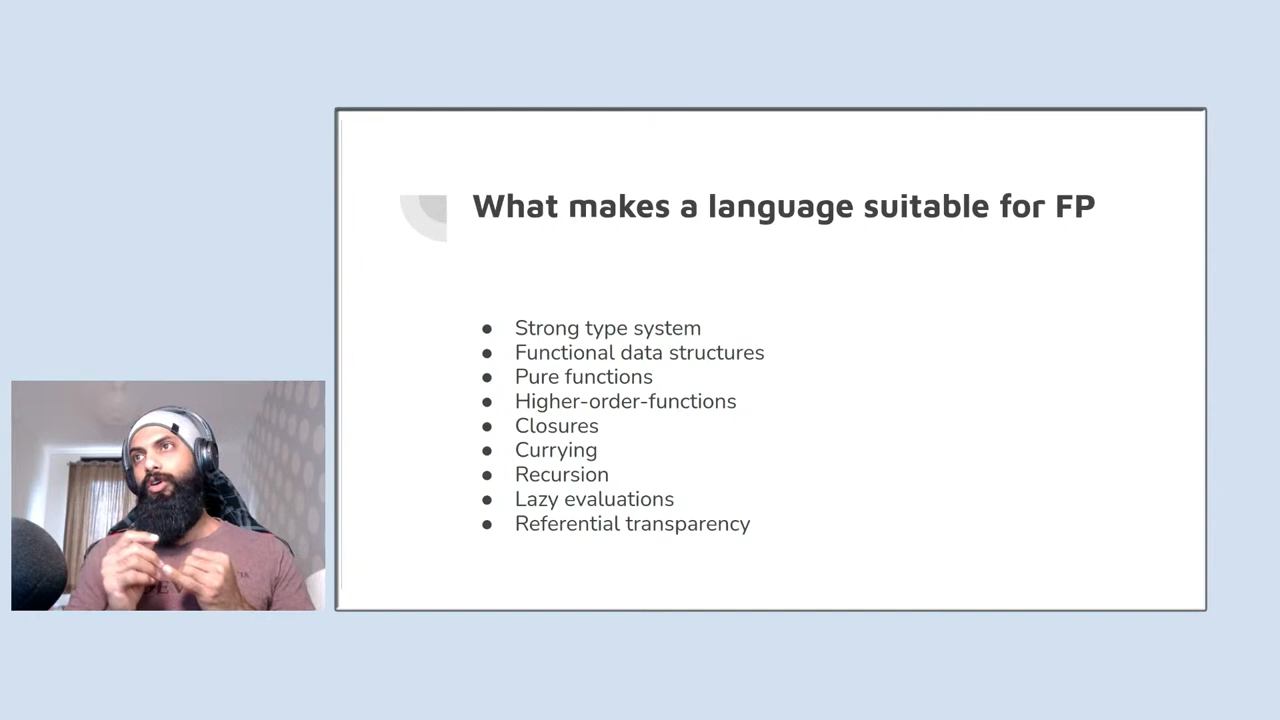 What makes a language suitable for FP
● Strong type system
● Functional data structures
● Pure functions
● Higher-order-functions
● Closures
● Currying
● Recursion
● Lazy evaluations
● Referential transparency
DEV